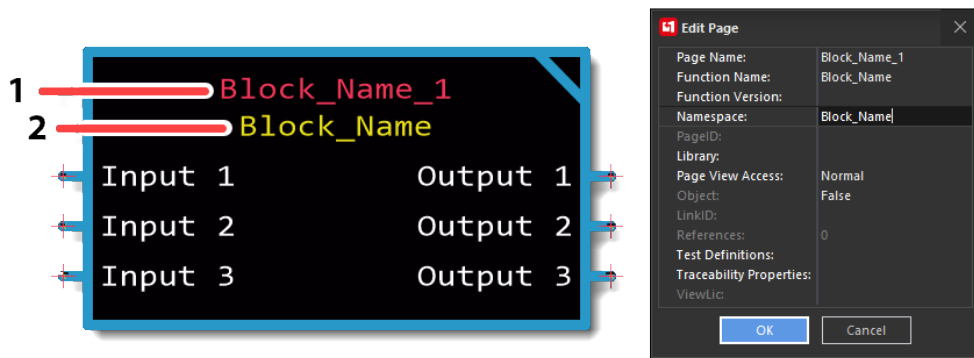 1
Block_Name_1
2
Block_Name
Input 1 Output 1
Input 2 Output 2
Input 3 Output 3
Edit Page
Page Name: Block_Name_1
Function Name: Block_Name
Function Version:
Namespace: Block_Name
PageID:
Library:
Page View Access: Normal
Object: False
LinkID:
References: 0
Test Definitions:
Traceability Properties:
ViewLic:
OK Cancel